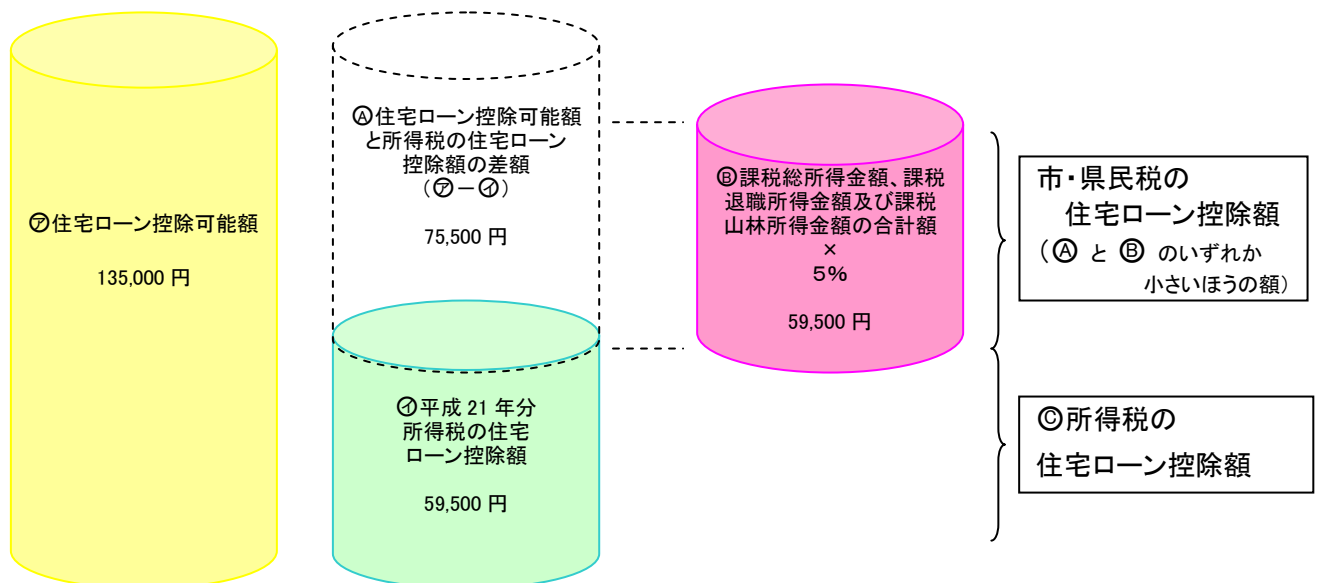 ㋐住宅ローン控除可能額
135,000 円
Ⓐ住宅ローン控除可能額
と所得税の住宅ローン
控除額の差額
(㋐－㋑)
75,500 円
㋑平成 21 年分
所得税の住宅
ローン控除額
59,500 円
Ⓑ課税総所得金額、課税
退職所得金額及び課税
山林所得金額の合計額
×
５％
59,500 円
市・県民税の
住宅ローン控除額
(Ⓐ と Ⓑ のいずれか
小さいほうの額)
Ⓒ所得税の
住宅ローン控除額